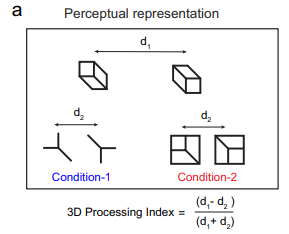 a
Perceptual representation
d₁
d₂ d₂
Condition-1 Condition-2
3D Processing Index = (d₁- d₂ ) / (d₁+ d₂)